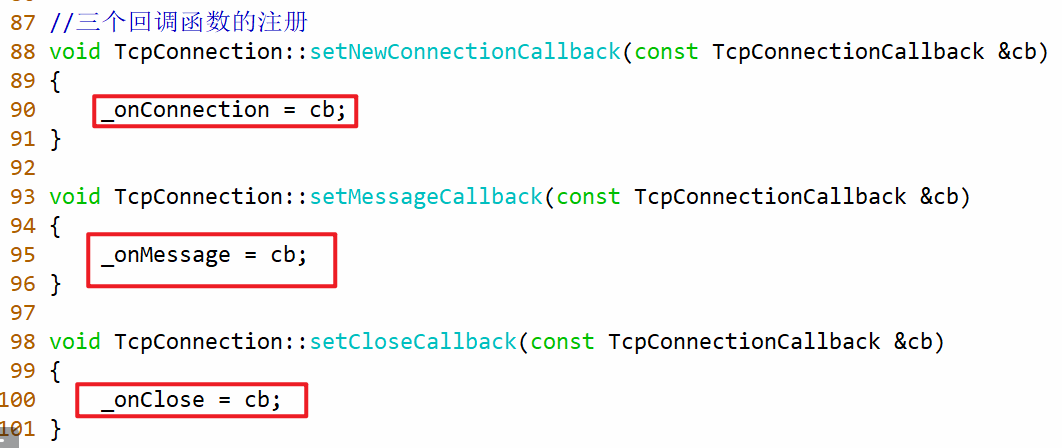 87 //三个回调函数的注册
88 void TcpConnection::setNewConnectionCallback(const TcpConnectionCallback &cb)
89 {
90     _onConnection = cb;
91 }
92
93 void TcpConnection::setMessageCallback(const TcpConnectionCallback &cb)
94 {
95     _onMessage = cb;
96 }
97
98 void TcpConnection::setCloseCallback(const TcpConnectionCallback &cb)
99 {
100     _onClose = cb;
101 }